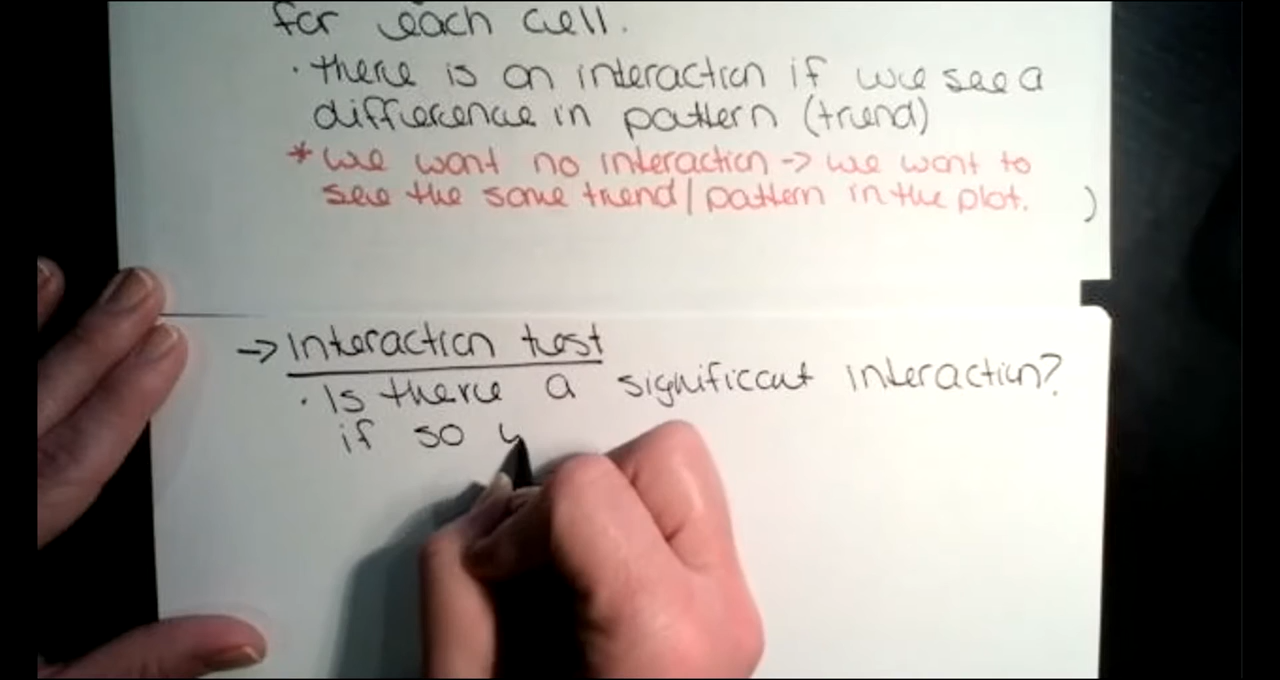 for each cell.
· there is an interaction if we see a
difference in pattern (trend)
* we want no interaction -> we want to
see the same trend/pattern in the plot. )
-> Interaction test
· Is there a significant interaction?
if so